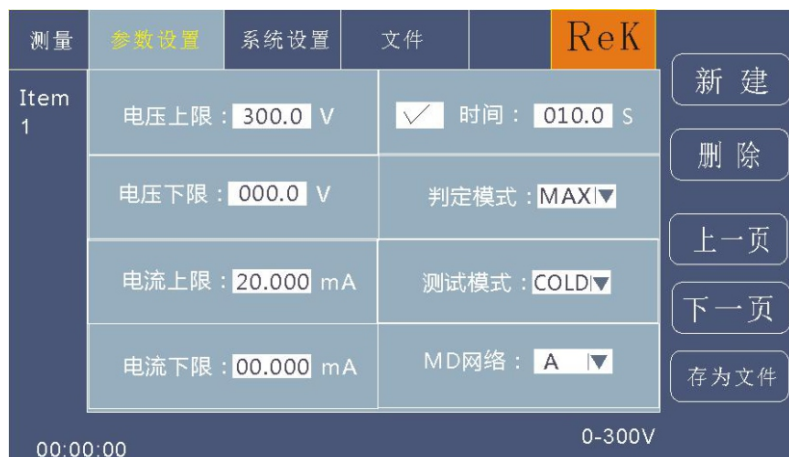 测量 参数设置 系统设置 文件 ReK
Item
1
电压上限：300.0 V
时间：010.0 S
电压下限：000.0 V
判定模式：MAX
电流上限：20.000 mA
测试模式：COLD
电流下限：00.000 mA
MD网络：A
新建
删除
上一页
下一页
存为文件
00:00:00
0-300V